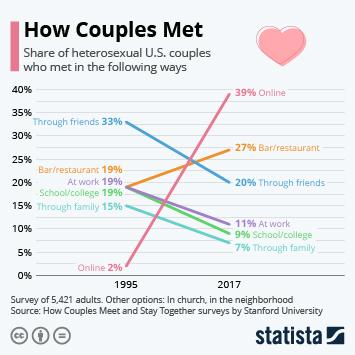 How Couples Met
Share of heterosexual U.S. couples
who met in the following ways
40%
39% Online
35%
Through friends 33%
30%
27% Bar/restaurant
25%
20%
Bar/restaurant 19%
At work 19%
School/college 19%
20% Through friends
15%
Through family 15%
11% At work
10%
9% School/college
7% Through family
5%
Online 2%
0%
1995
2017
Survey of 5,421 adults. Other options: In church, in the neighborhood
Source: How Couples Meet and Stay Together surveys by Stanford University
statista